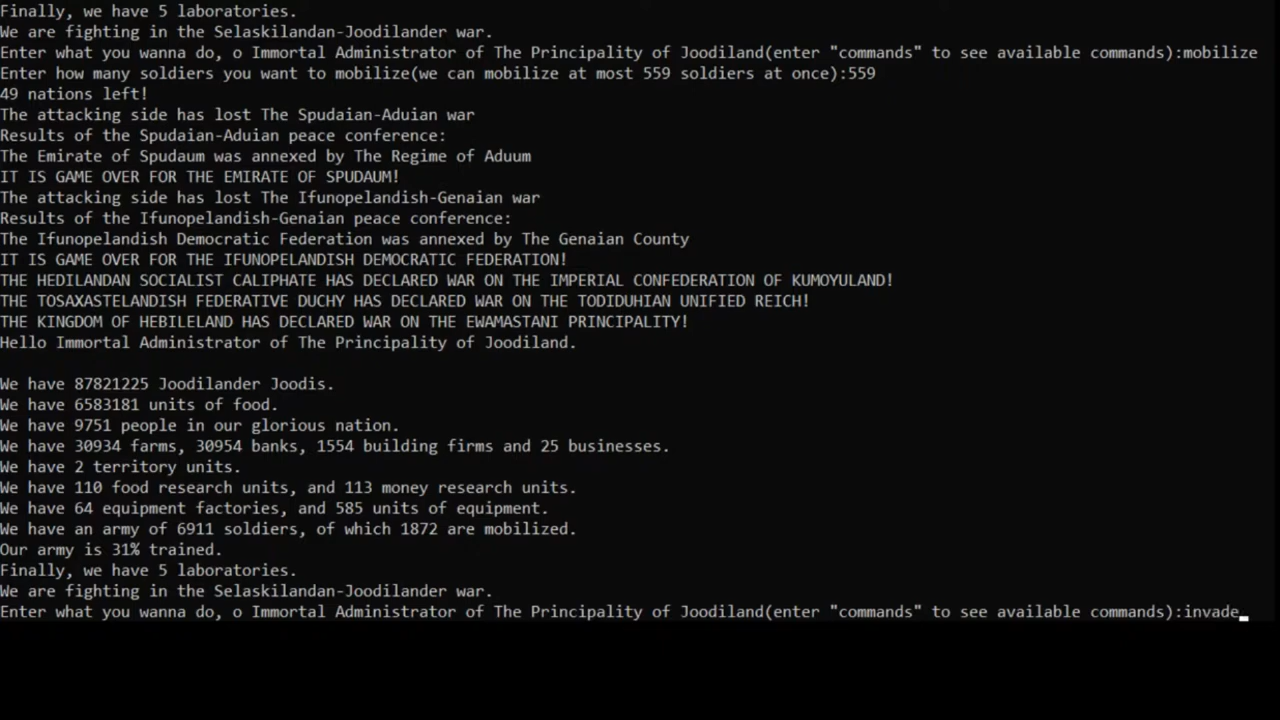 Finally, we have 5 laboratories.
We are fighting in the Selaskilandan-Joodilander war.
Enter what you wanna do, o Immortal Administrator of The Principality of Joodiland(enter "commands" to see available commands):mobilize
Enter how many soldiers you want to mobilize(we can mobilize at most 559 soldiers at once):559
49 nations left!
The attacking side has lost The Spudaian-Aduian war
Results of the Spudaian-Aduian peace conference:
The Emirate of Spudaum was annexed by The Regime of Aduum
IT IS GAME OVER FOR THE EMIRATE OF SPUDAUM!
The attacking side has lost The Ifunopelandish-Genaian war
Results of the Ifunopelandish-Genaian peace conference:
The Ifunopelandish Democratic Federation was annexed by The Genaian County
IT IS GAME OVER FOR THE IFUNOPELANDISH DEMOCRATIC FEDERATION!
THE HEDILANDAN SOCIALIST CALIPHATE HAS DECLARED WAR ON THE IMPERIAL CONFEDERATION OF KUMOYULAND!
THE TOSAXASTELANDISH FEDERATIVE DUCHY HAS DECLARED WAR ON THE TODIDUHIAN UNIFIED REICH!
THE KINGDOM OF HEBILELAND HAS DECLARED WAR ON THE EWAMASTANI PRINCIPALITY!
Hello Immortal Administrator of The Principality of Joodiland.
We have 87821225 Joodilander Joodis.
We have 6583181 units of food.
We have 9751 people in our glorious nation.
We have 30934 farms, 30954 banks, 1554 building firms and 25 businesses.
We have 2 territory units.
We have 110 food research units, and 113 money research units.
We have 64 equipment factories, and 585 units of equipment.
We have an army of 6911 soldiers, of which 1872 are mobilized.
Our army is 31% trained.
Finally, we have 5 laboratories.
We are fighting in the Selaskilandan-Joodilander war.
Enter what you wanna do, o Immortal Administrator of The Principality of Joodiland(enter "commands" to see available commands):invade